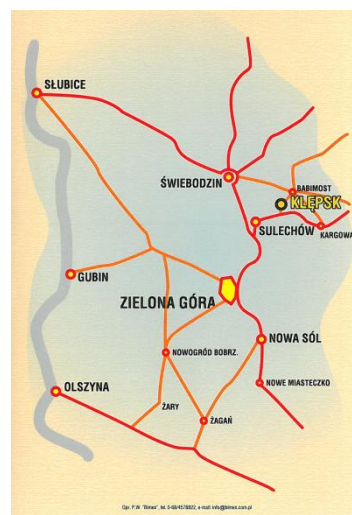 SŁUBICE
ŚWIEBODZIN
BABIMOST
KLĘPSK
SULECHÓW
KARGOWA
GUBIN
ZIELONA GÓRA
NOWOGRÓD BOBRZ.
NOWA SÓL
OLSZYNA
NOWE MIASTECZKO
ŻARY
ŻAGAŃ